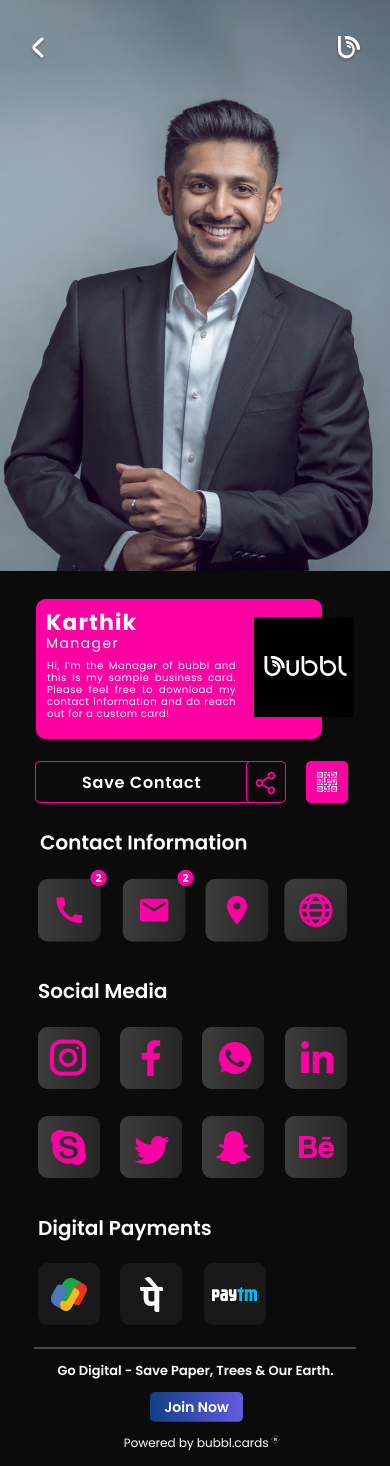 Karthik
Manager
Hi, I'm the Manager of bubbl and
this is my sample business card.
Please feel free to download my
contact information and do reach
out for a custom card!
bubbl
Save Contact
Contact Information
2
2
Social Media
Bē
Digital Payments
पे
paytm
Go Digital - Save Paper, Trees & Our Earth.
Join Now
Powered by bubbl.cards